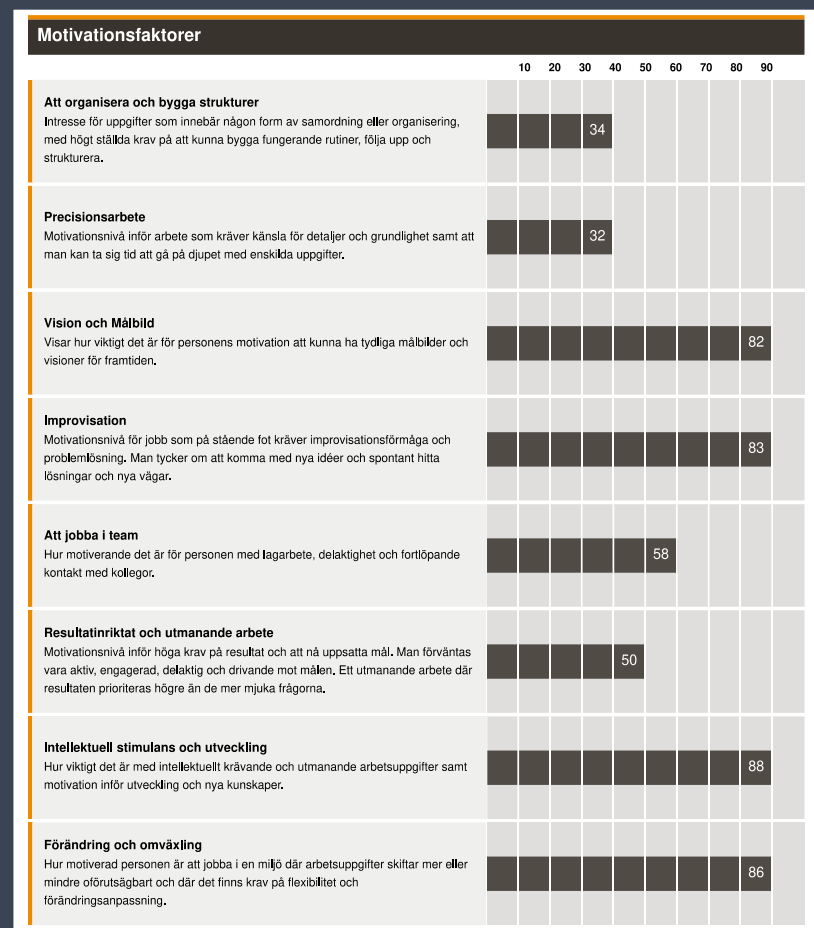 Motivationsfaktorer
10 20 30 40 50 60 70 80 90
Att organisera och bygga strukturer
Intresse för uppgifter som innebär någon form av samordning eller organisering,
med högt ställda krav på att kunna bygga fungerande rutiner, följa upp och
strukturera.
34
Precisionsarbete
Motivationsnivå inför arbete som kräver känsla för detaljer och grundlighet samt att
man kan ta sig tid att gå på djupet med enskilda uppgifter.
32
Vision och Målbild
Visar hur viktigt det är för personens motivation att kunna ha tydliga målbilder och
visioner för framtiden.
82
Improvisation
Motivationsnivå för jobb som på stående fot kräver improvisationsförmåga och
problemlösning. Man tycker om att komma med nya idéer och spontant hitta
lösningar och nya vägar.
83
Att jobba i team
Hur motiverande det är för personen med lagarbete, delaktighet och fortlöpande
kontakt med kollegor.
58
Resultatinriktat och utmanande arbete
Motivationsnivå inför höga krav på resultat och att nå uppsatta mål. Man förväntas
vara aktiv, engagerad, delaktig och drivande mot målen. Ett utmanande arbete där
resultaten prioriteras högre än de mer mjuka frågorna.
50
Intellektuell stimulans och utveckling
Hur viktigt det är med intellektuellt krävande och utmanande arbetsuppgifter samt
motivation inför utveckling och nya kunskaper.
88
Förändring och omväxling
Hur motiverad personen är att jobba i en miljö där arbetsuppgifter skiftar mer eller
mindre oförutsägbart och där det finns krav på flexibilitet och
förändringsanpassning.
86